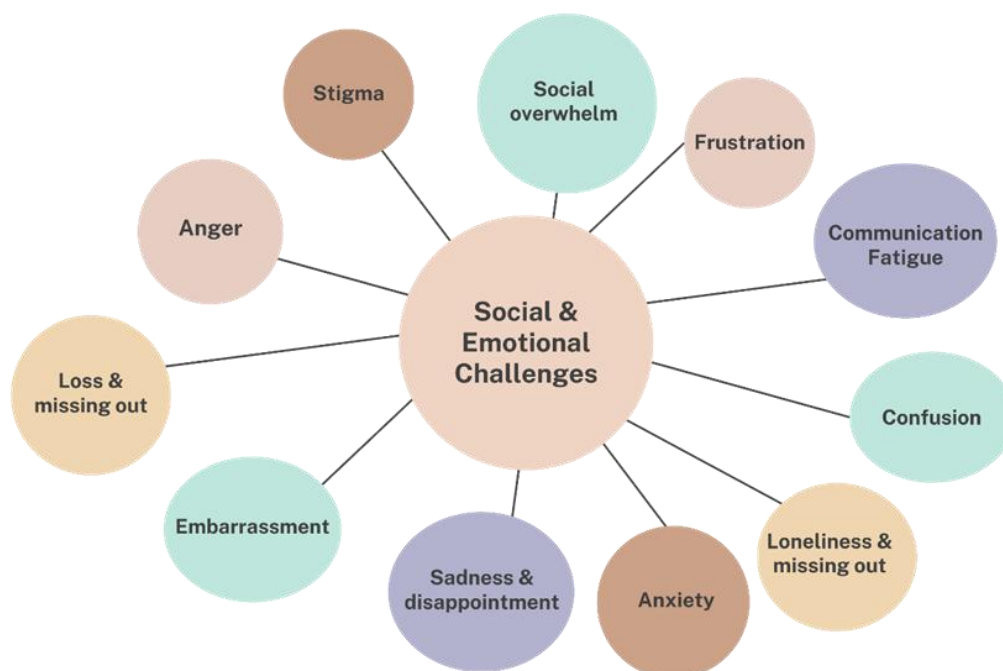 Social
overwhelm
Stigma
Frustration
Anger
Communication
Fatigue
Social &
Emotional
Challenges
Loss &
missing out
Confusion
Embarrassment
Loneliness &
missing out
Sadness &
disappointment
Anxiety